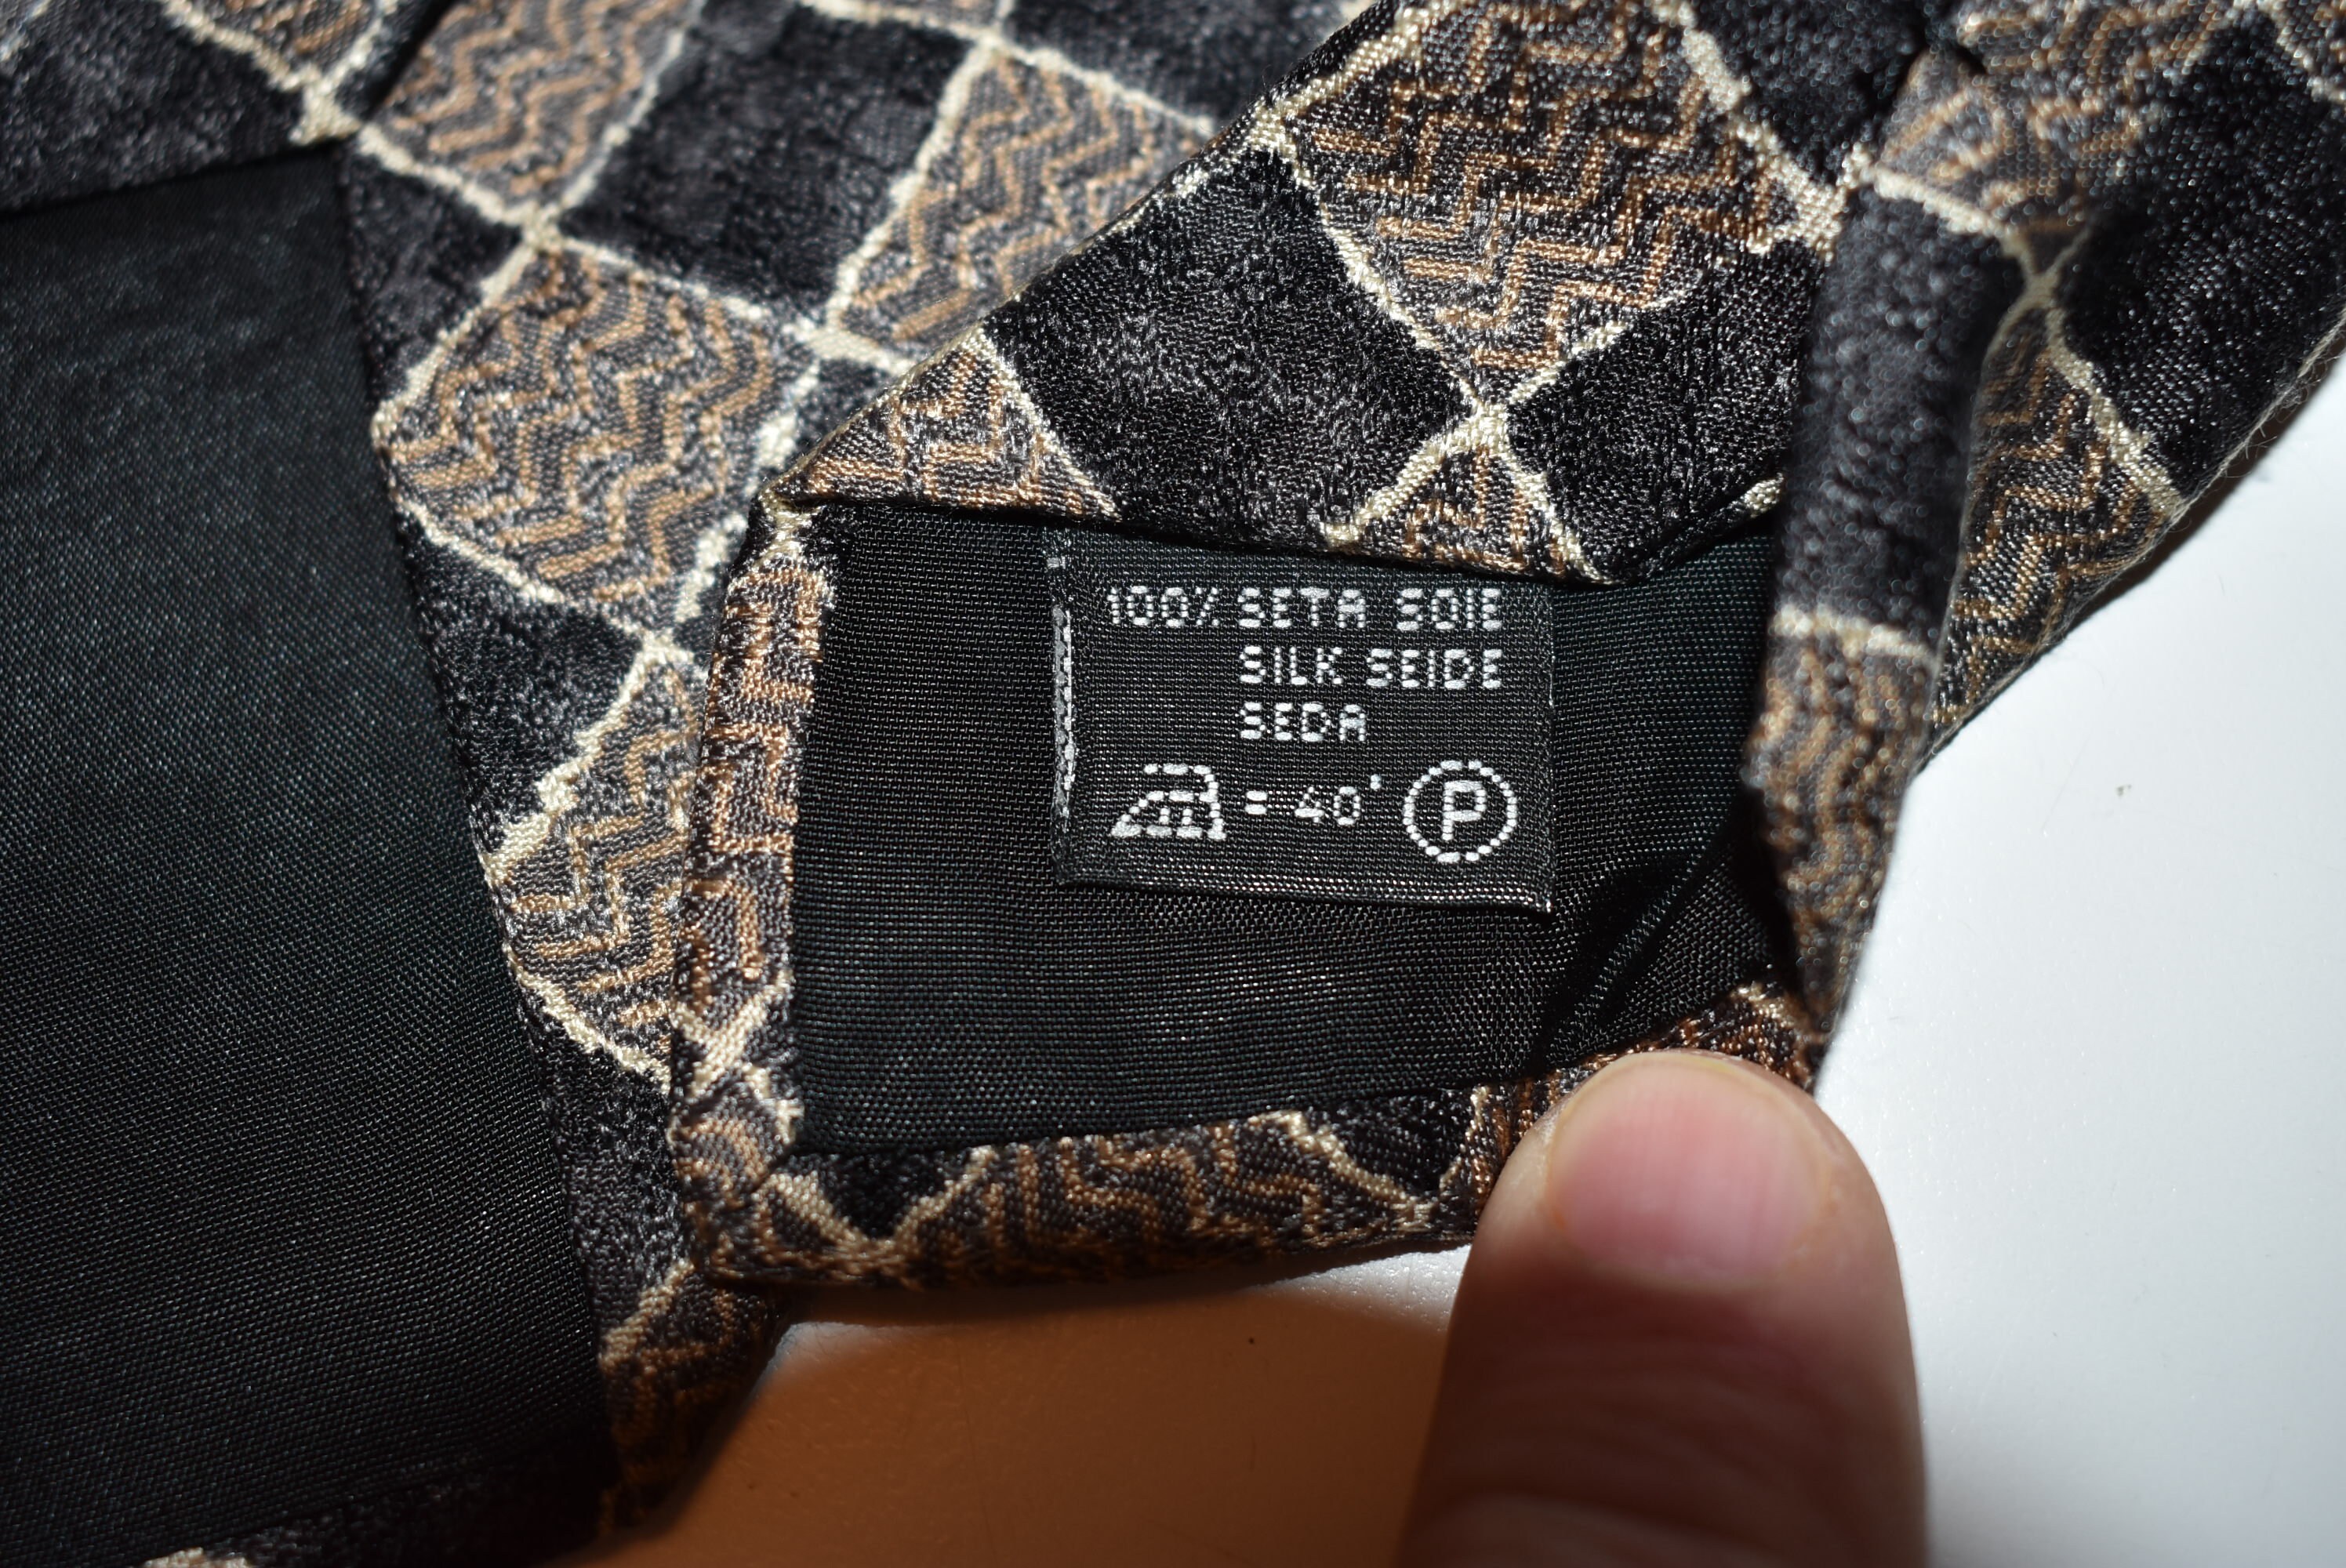 100% SETA SOIE
SILK SEIDE
SEDA
= 40' P